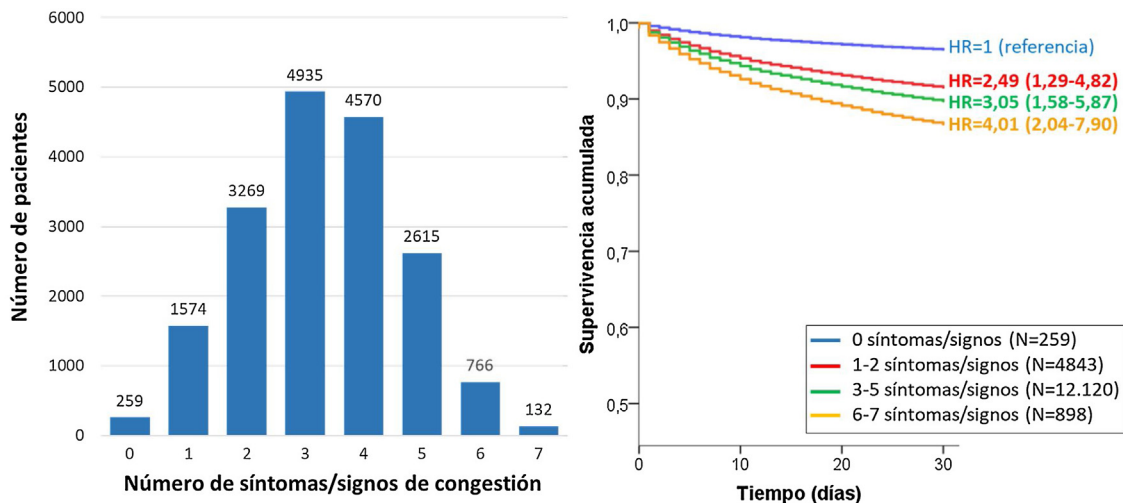 6000
5000
4000
3000
2000
1000
0
Número de pacientes
259
1574
3269
4935
4570
2615
766
132
0 1 2 3 4 5 6 7
Número de síntomas/signos de congestión
1,0
0,9
0,8
0,7
0,6
0,5
Supervivencia acumulada
HR=1 (referencia)
HR=2,49 (1,29-4,82)
HR=3,05 (1,58-5,87)
HR=4,01 (2,04-7,90)
0 síntomas/signos (N=259)
1-2 síntomas/signos (N=4843)
3-5 síntomas/signos (N=12.120)
6-7 síntomas/signos (N=898)
0 10 20 30
Tiempo (días)